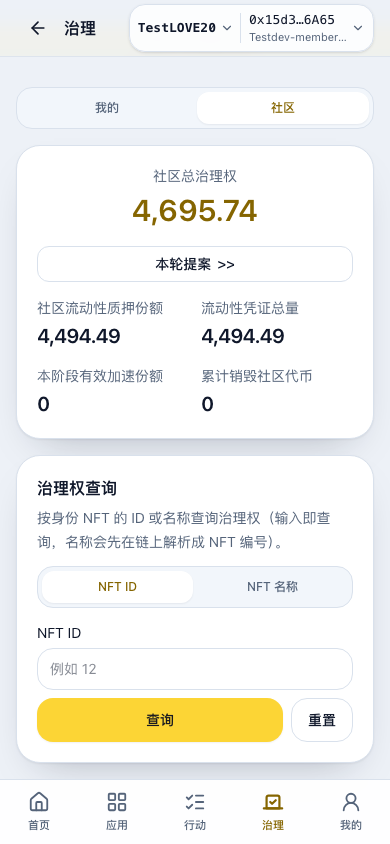 治理
TestLOVE20
0x15d3…6A65
Testdev-member...
我的
社区
社区总治理权
4,695.74
本轮提案 >>
社区流动性质押份额
流动性凭证总量
4,494.49
4,494.49
本阶段有效加速份额
累计销毁社区代币
0
0
治理权查询
按身份 NFT 的 ID 或名称查询治理权（输入即查
询，名称会先在链上解析成 NFT 编号）。
NFT ID
NFT 名称
NFT ID
例如 12
查询
重置
首页
应用
行动
治理
我的